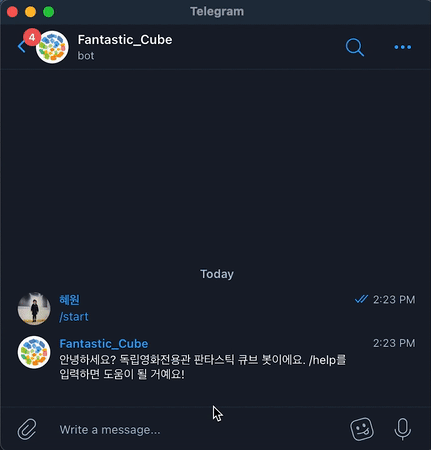 Telegram
4
Fantastic_Cube
bot
Today
혜원
2:23 PM
/start
Fantastic_Cube
2:23 PM
안녕하세요? 독립영화전용관 판타스틱 큐브 봇이에요. /help를
입력하면 도움이 될 거예요!
Write a message...